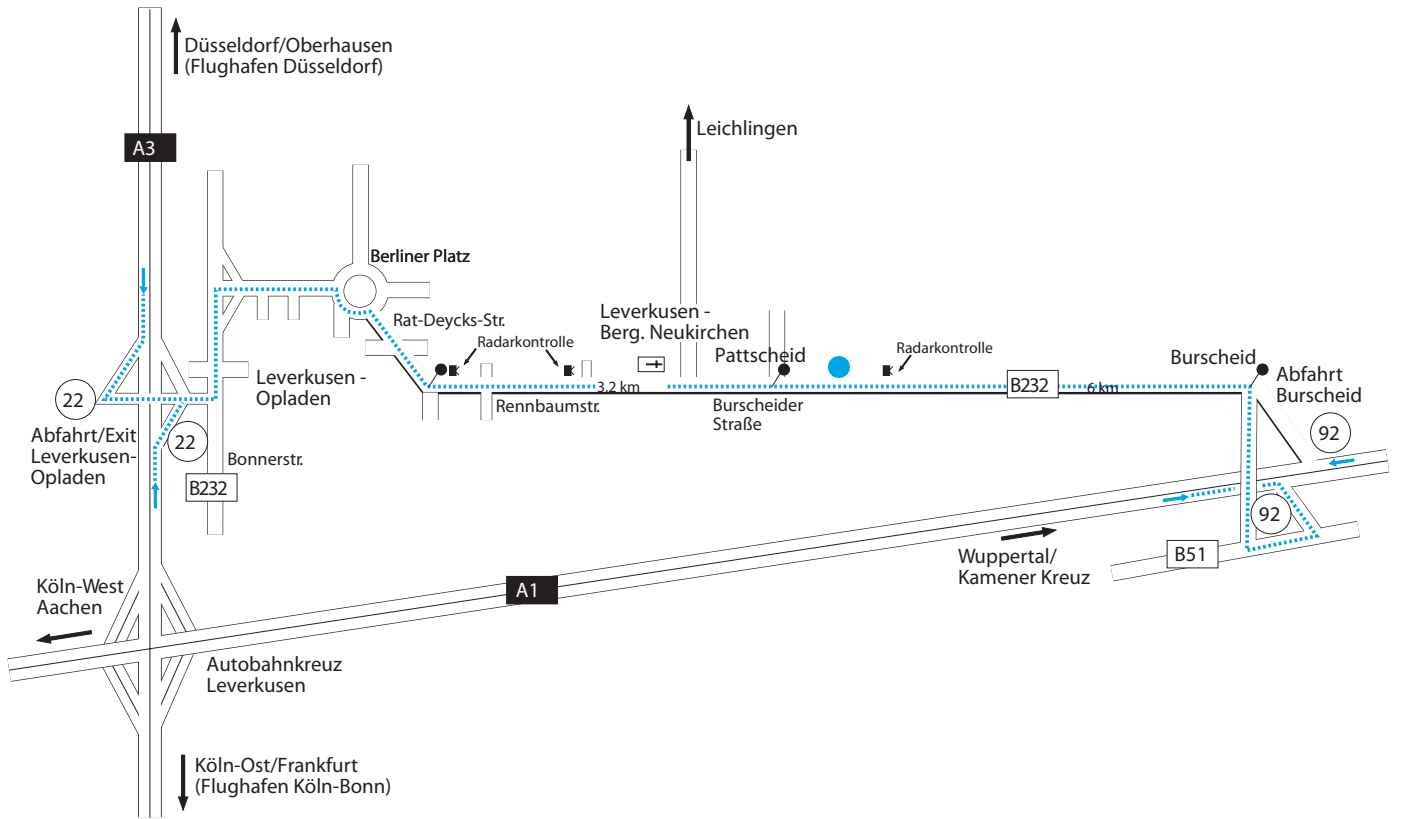 Düsseldorf/Oberhausen
(Flughafen Düsseldorf)
A3
Leichlingen
Berliner Platz
Rat-Deycks-Str.
Radarkontrolle
Leverkusen -
Berg. Neukirchen
Pattscheid
Radarkontrolle
Burscheid
Abfahrt
Burscheid
Leverkusen -
Opladen
3.2 km
B232
6 km
Rennbaumstr.
Burscheider
Straße
22
Abfahrt/Exit
Leverkusen-
Opladen
22
Bonnerstr.
B232
92
92
B51
Wuppertal/
Kamener Kreuz
A1
Köln-West
Aachen
Autobahnkreuz
Leverkusen
Köln-Ost/Frankfurt
(Flughafen Köln-Bonn)